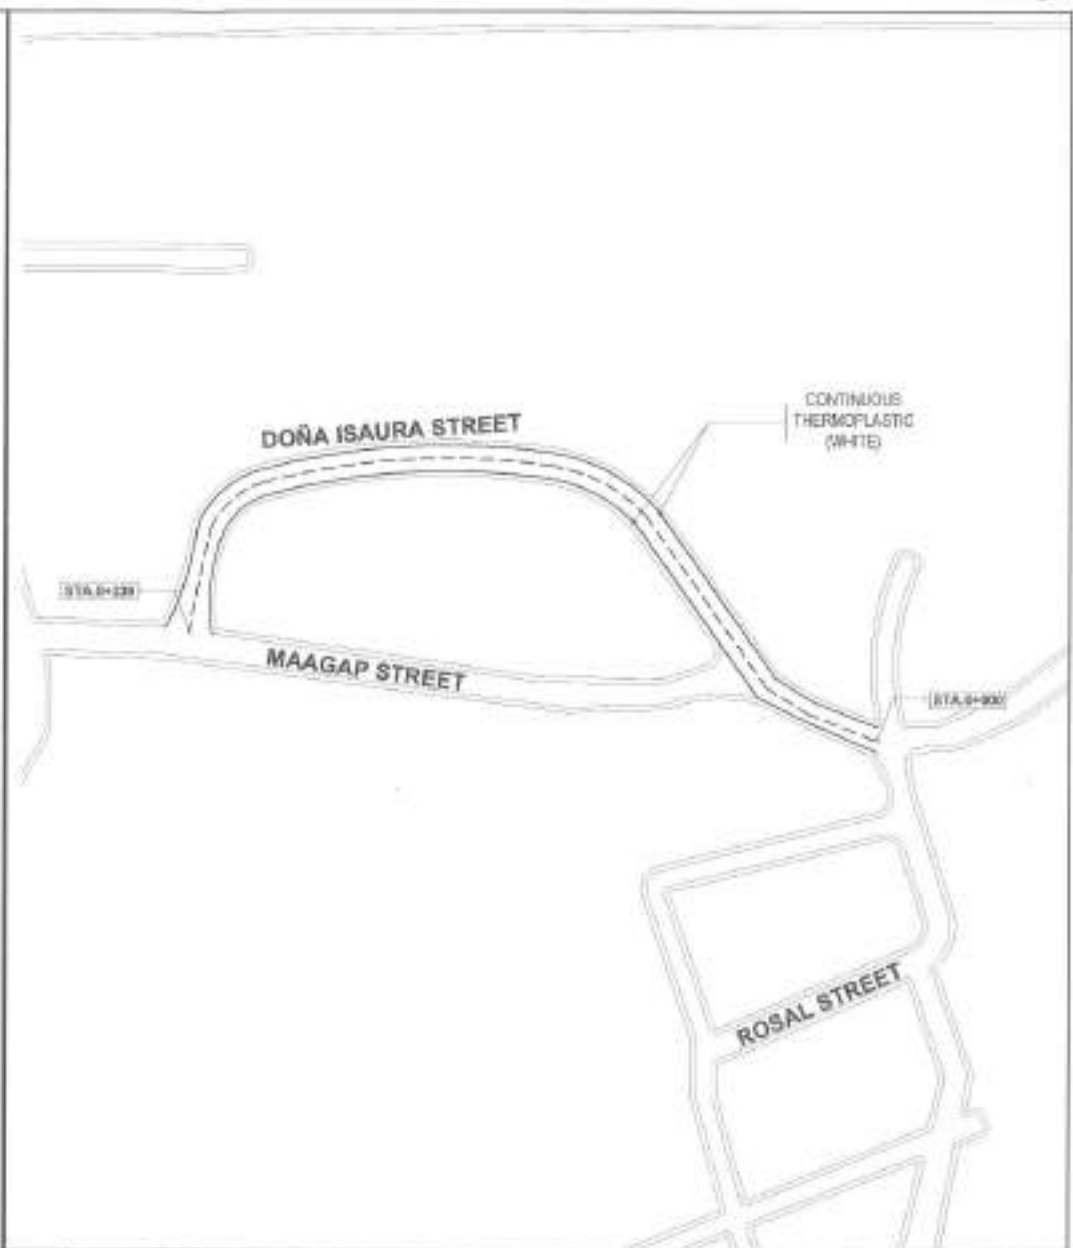 DOÑA ISAURA STREET
CONTINUOUS
THERMOPLASTIC
(WHITE)
MAAGAP STREET
ROSAL STREET